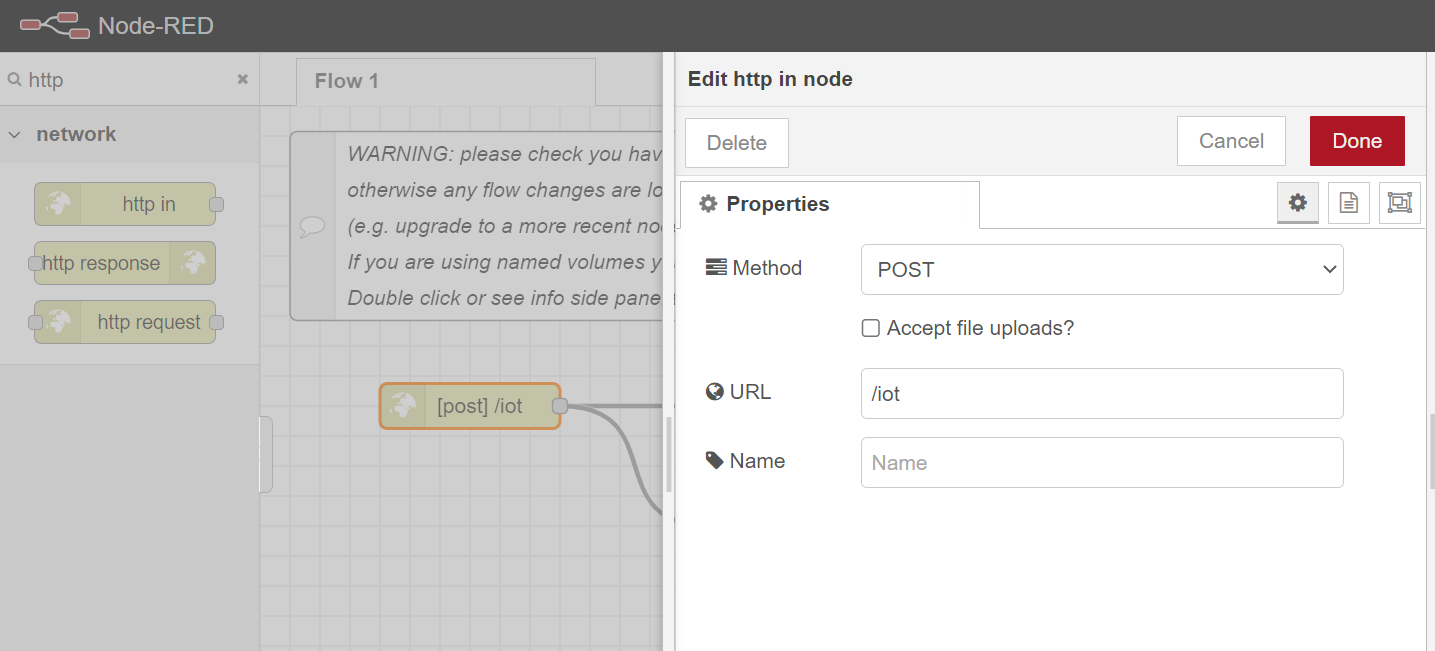 Node-RED
http
Flow 1
network
http in
http response
http request
WARNING: please check you hav
otherwise any flow changes are lo
(e.g. upgrade to a more recent no
If you are using named volumes y
Double click or see info side pane
[post] /iot
Edit http in node
Delete
Cancel
Done
Properties
Method
POST
Accept file uploads?
URL
/iot
Name
Name